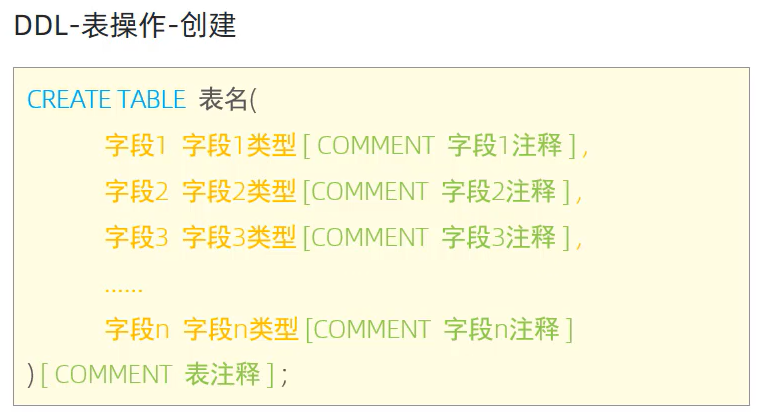 DDL-表操作-创建
CREATE TABLE 表名(
字段1 字段1类型 [ COMMENT 字段1注释 ] ,
字段2 字段2类型 [COMMENT 字段2注释 ] ,
字段3 字段3类型 [COMMENT 字段3注释 ] ,
......
字段n 字段n类型 [COMMENT 字段n注释 ]
) [ COMMENT 表注释 ] ;